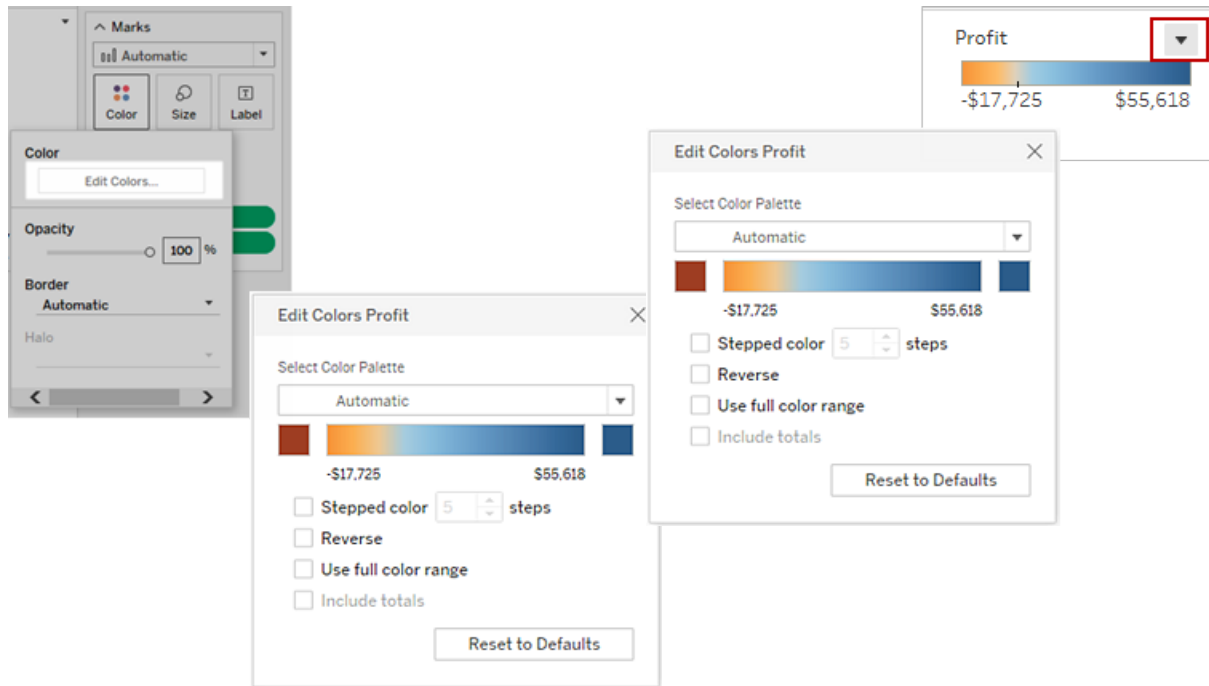 Marks
Automatic
Color
Size
Label
Color
Edit Colors...
Opacity
100 %
Border
Automatic
Halo
Edit Colors Profit
Select Color Palette
Automatic
-$17,725 $55,618
Stepped color 5 steps
Reverse
Use full color range
Include totals
Reset to Defaults
Profit
-$17,725 $55,618
Edit Colors Profit
Select Color Palette
Automatic
-$17,725 $55,618
Stepped color 5 steps
Reverse
Use full color range
Include totals
Reset to Defaults